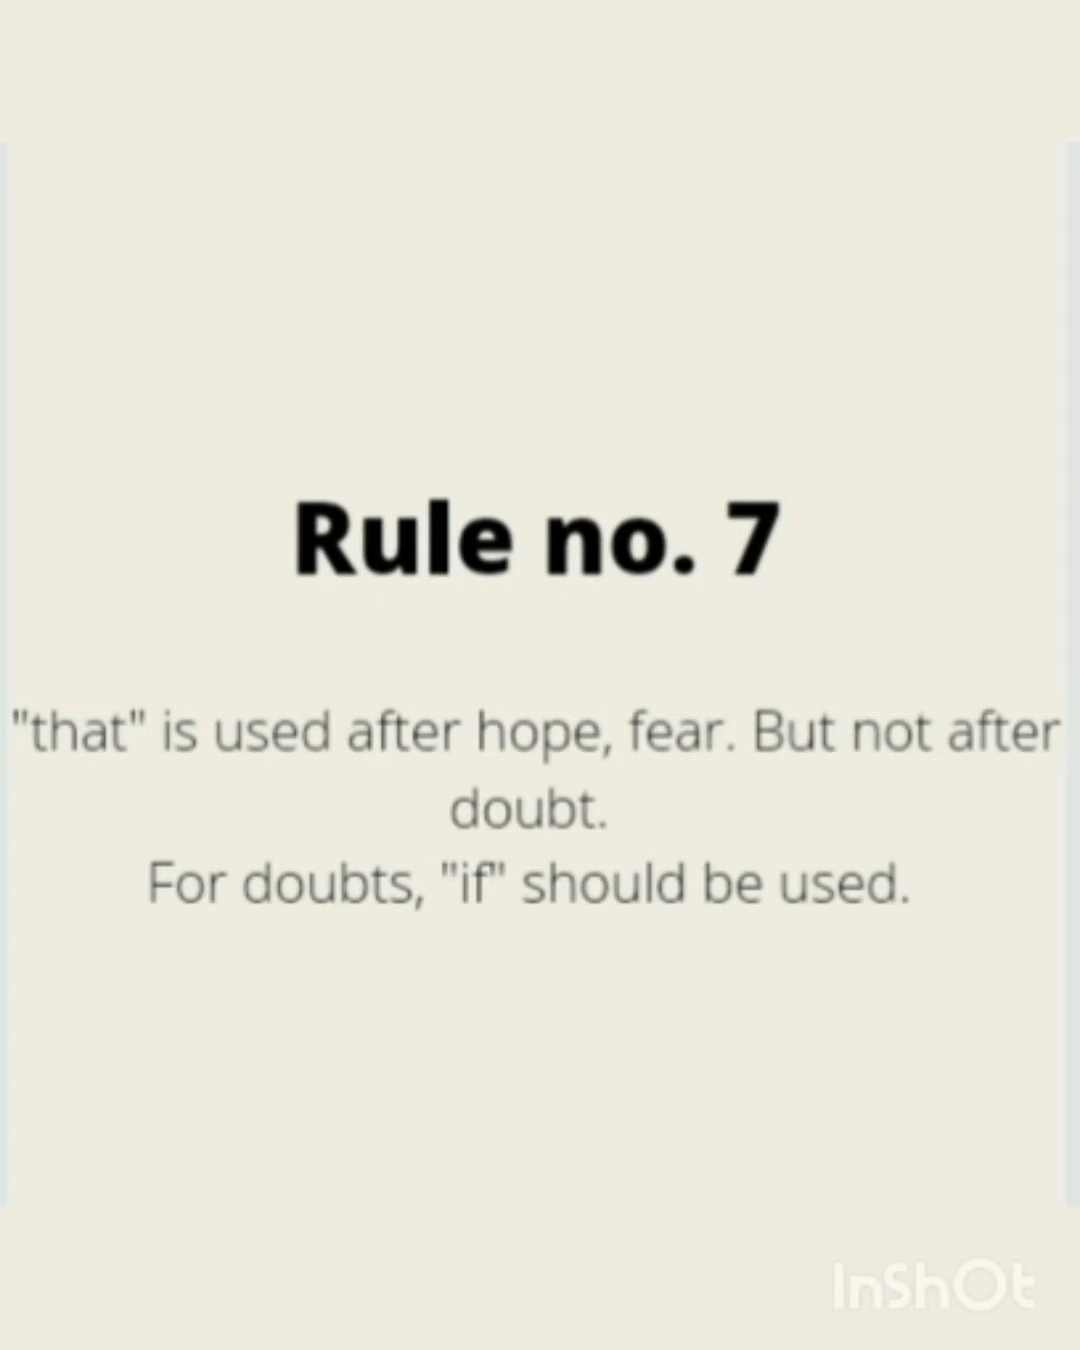 Rule no. 7
"that" is used after hope, fear. But not after
doubt.
For doubts, "if" should be used.
InShOt